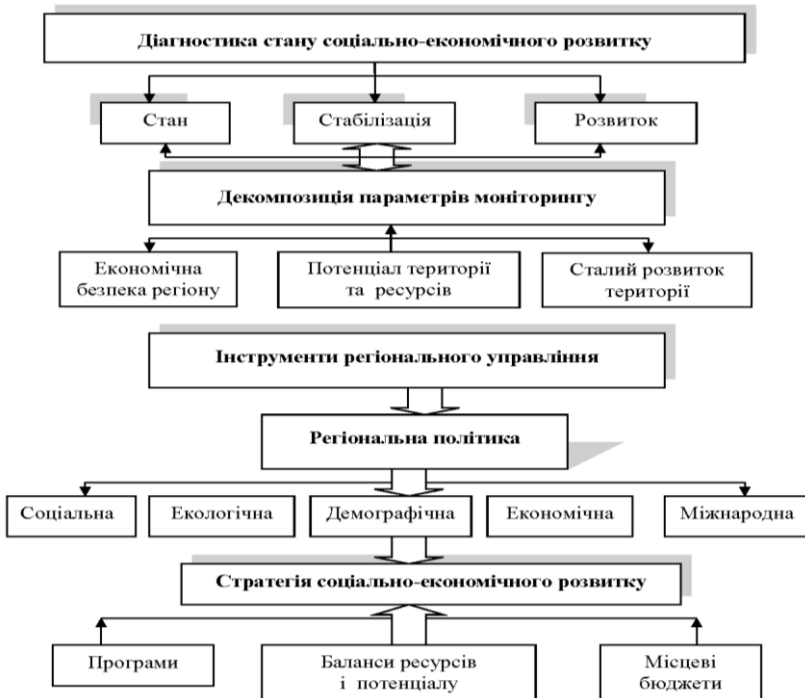 Діагностика стану соціально-економічного розвитку
Стан
Стабілізація
Розвиток
Декомпозиція параметрів моніторингу
Економічна
безпека регіону
Потенціал території
та ресурсів
Сталий розвиток
території
Інструменти регіонального управління
Регіональна політика
Соціальна
Екологічна
Демографічна
Економічна
Міжнародна
Стратегія соціально-економічного розвитку
Програми
Баланси ресурсів
і потенціалу
Місцеві
бюджети